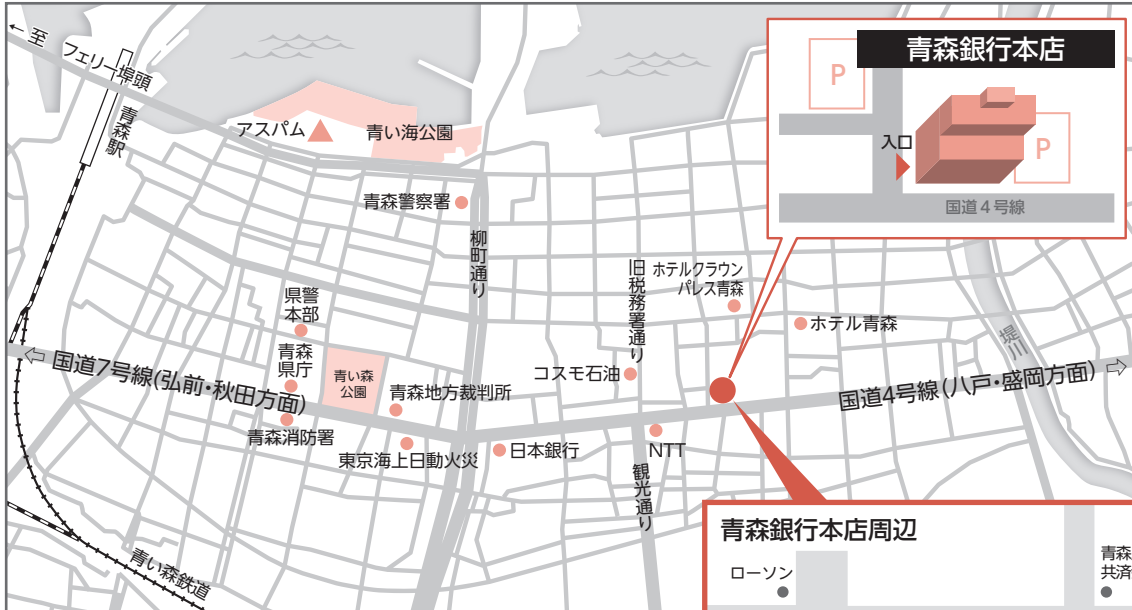 ← 至 フェリー埠頭
青森駅
アスパム
青い海公園
青森警察署
柳町通り
旧税務署通り
ホテルクラウン
パレス青森
ホテル青森
堤川
県警
本部
青森
県庁
青い森
公園
青森地方裁判所
コスモ石油
国道7号線(弘前・秋田方面)
国道4号線(八戸・盛岡方面)
青森消防署
東京海上日動火災
日本銀行
NTT
観光通り
青い森鉄道
青森銀行本店
P
入口
P
国道4号線
青森銀行本店周辺
ローソン
青森
共済